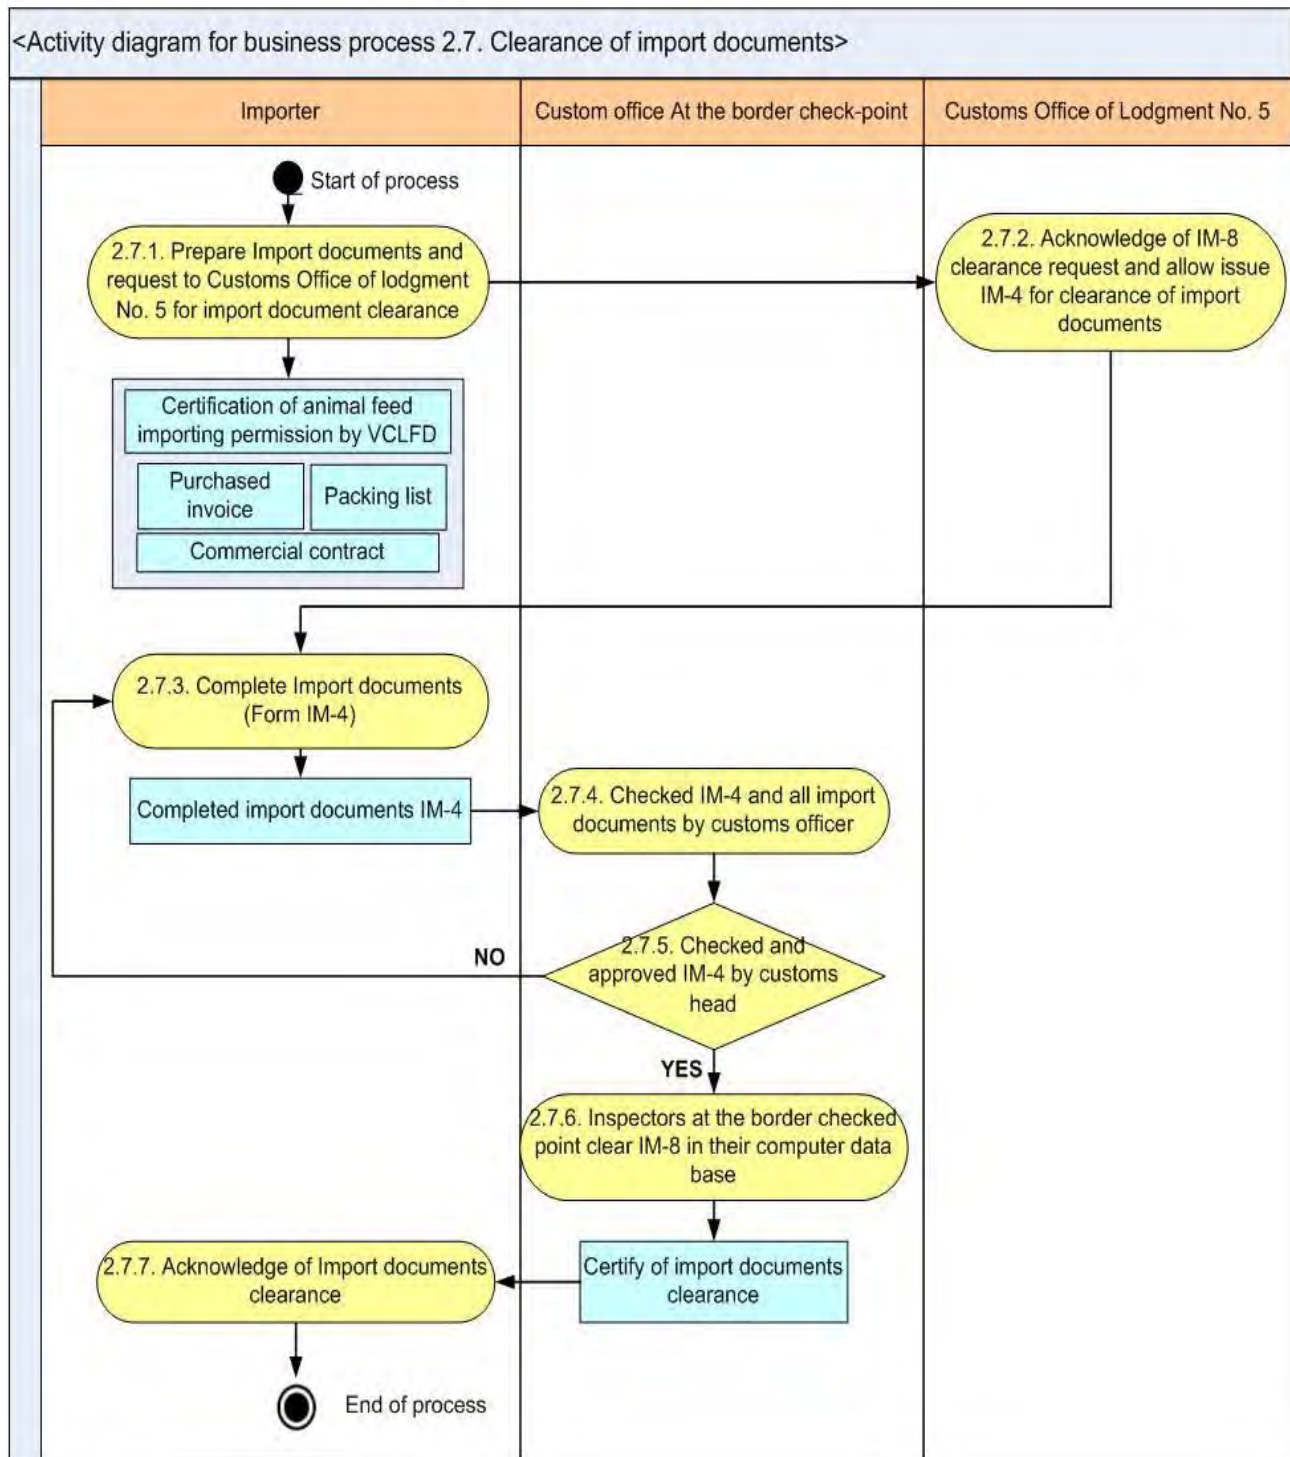 <Activity diagram for business process 2.7. Clearance of import documents>
Importer
Custom office At the border check-point
Customs Office of Lodgment No. 5
Start of process
2.7.1. Prepare Import documents and
request to Customs Office of lodgment
No. 5 for import document clearance
2.7.2. Acknowledge of IM-8
clearance request and allow issue
IM-4 for clearance of import
documents
Certification of animal feed
importing permission by VCLFD
Purchased
invoice
Packing list
Commercial contract
2.7.3. Complete Import documents
(Form IM-4)
Completed import documents IM-4
2.7.4. Checked IM-4 and all import
documents by customs officer
2.7.5. Checked and
approved IM-4 by customs
head
NO
YES
2.7.6. Inspectors at the border checked
point clear IM-8 in their computer data
base
Certify of import documents
clearance
2.7.7. Acknowledge of Import documents
clearance
End of process